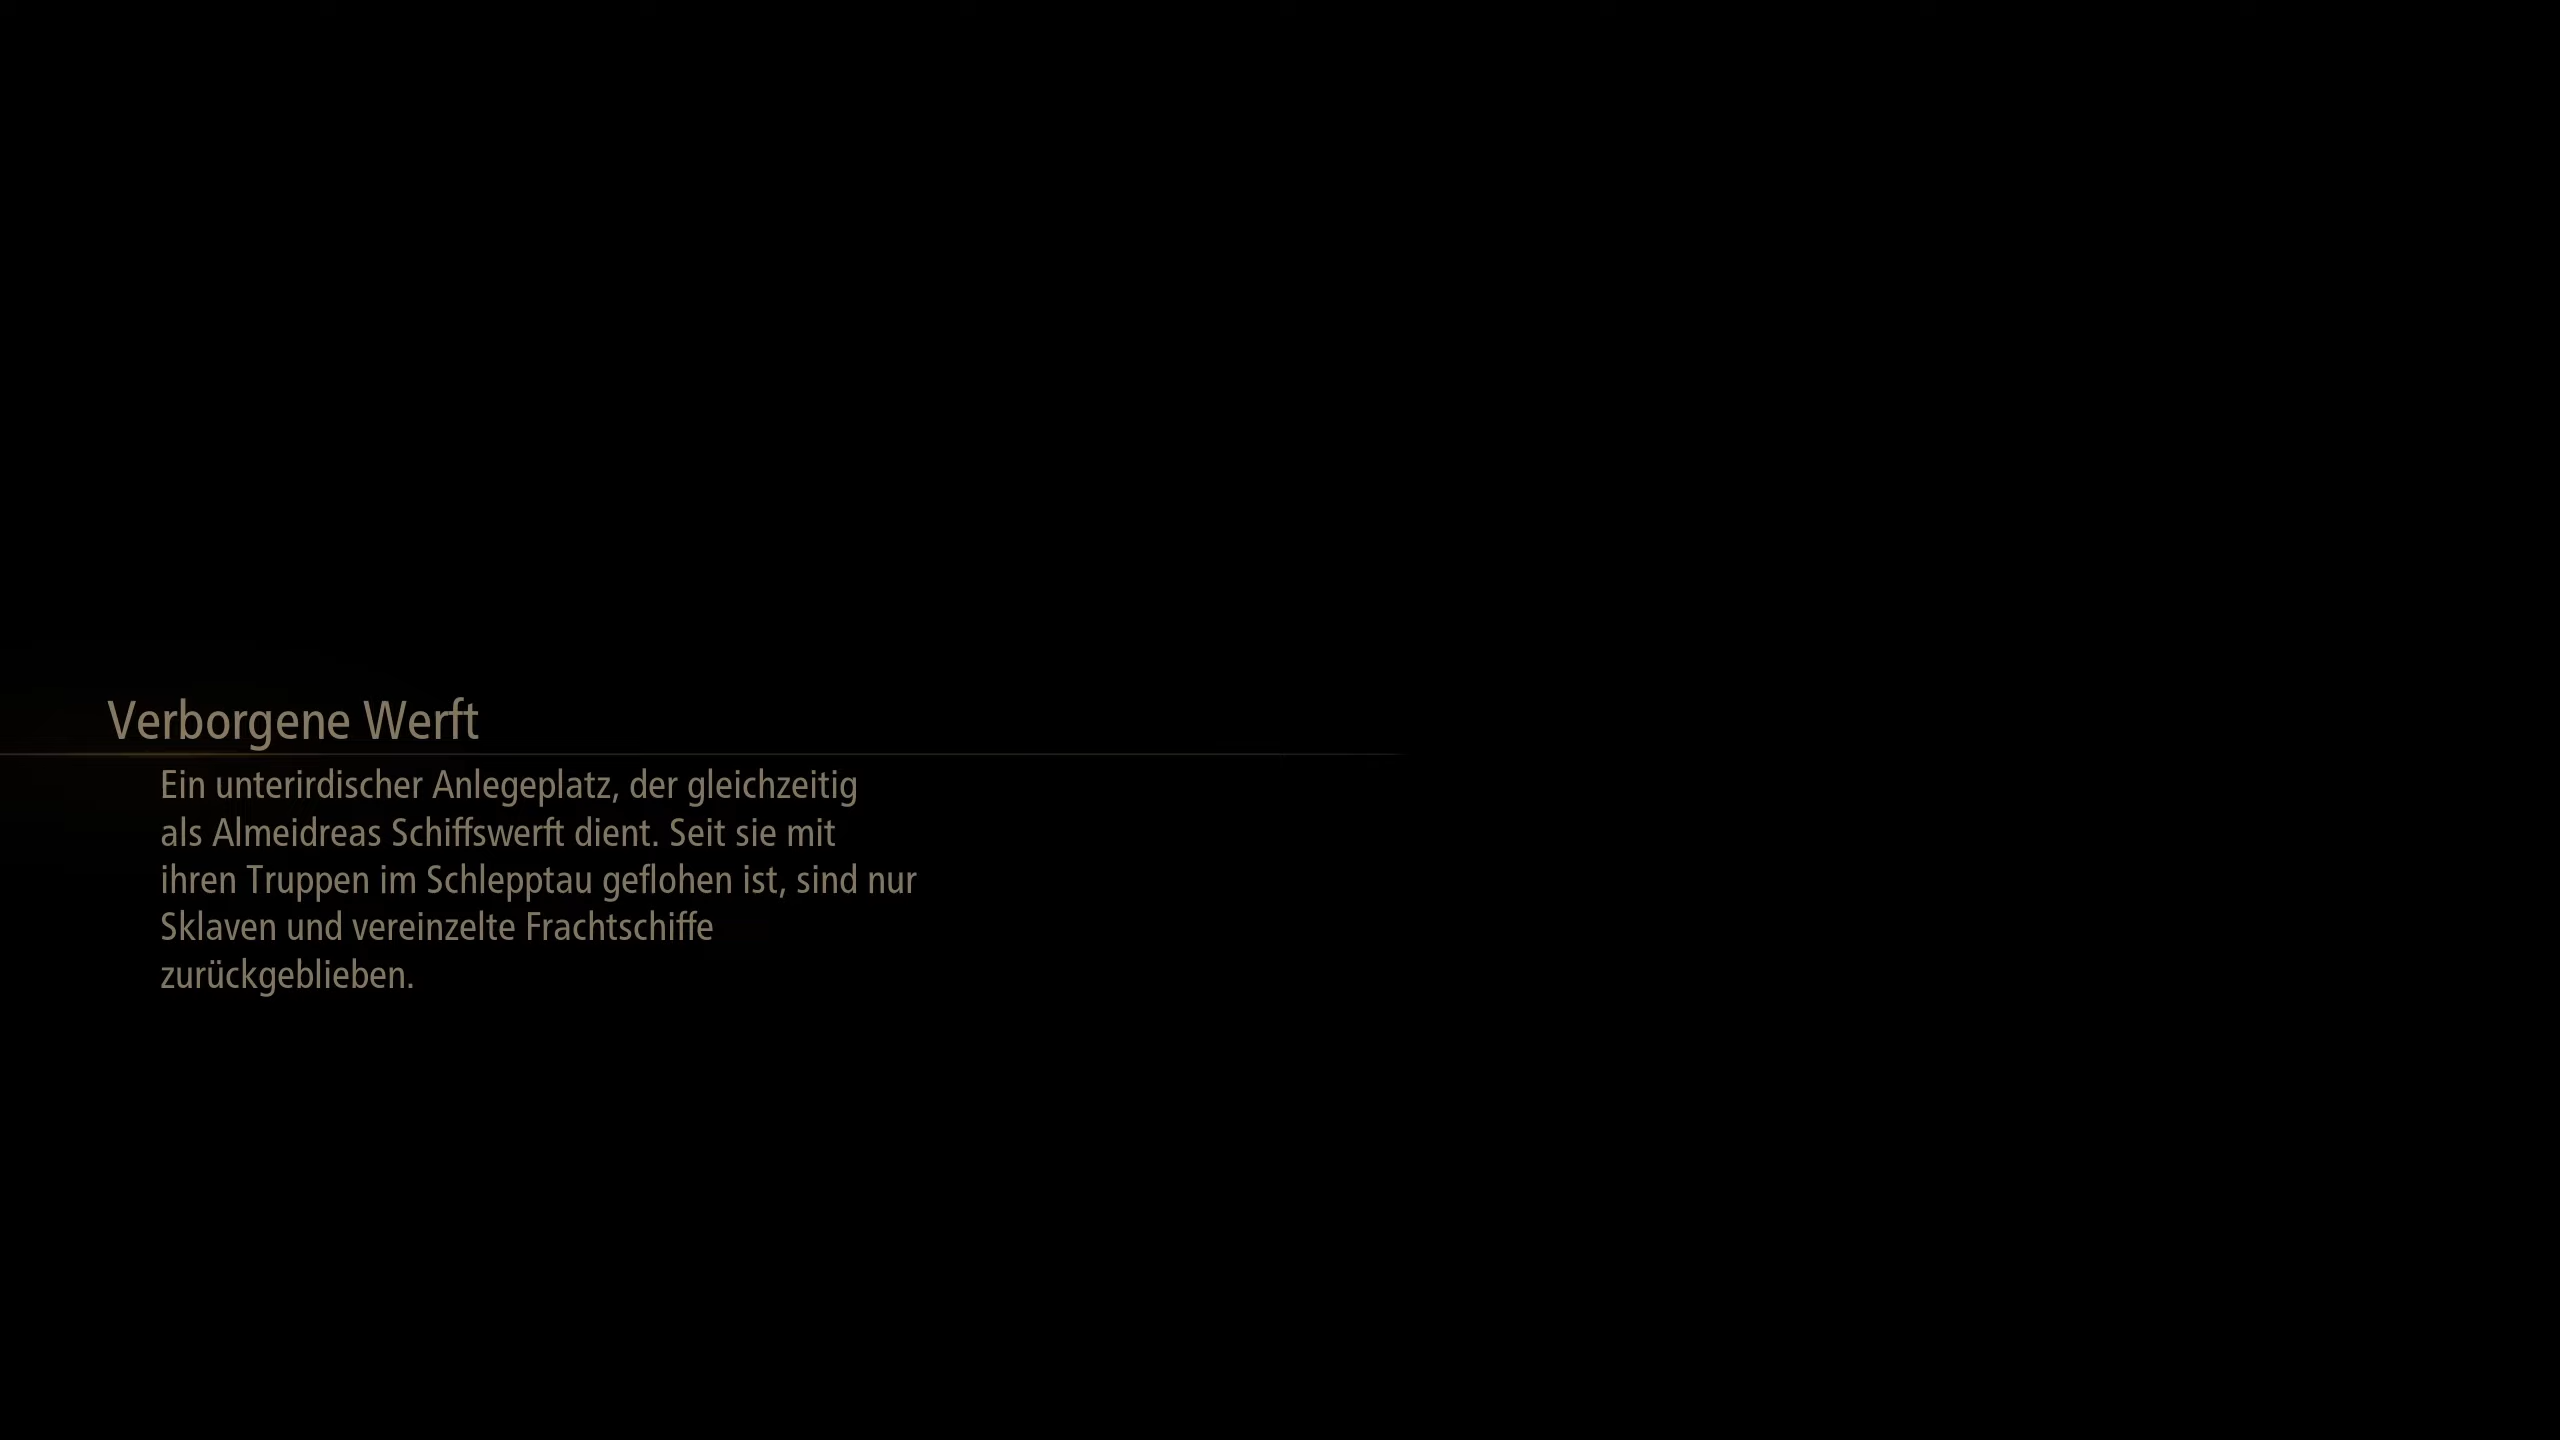 Verborgene Werft
Ein unterirdischer Anlegeplatz, der gleichzeitig
als Almeidreas Schiffswerft dient. Seit sie mit
ihren Truppen im Schlepptau geflohen ist, sind nur
Sklaven und vereinzelte Frachtschiffe
zurückgeblieben.